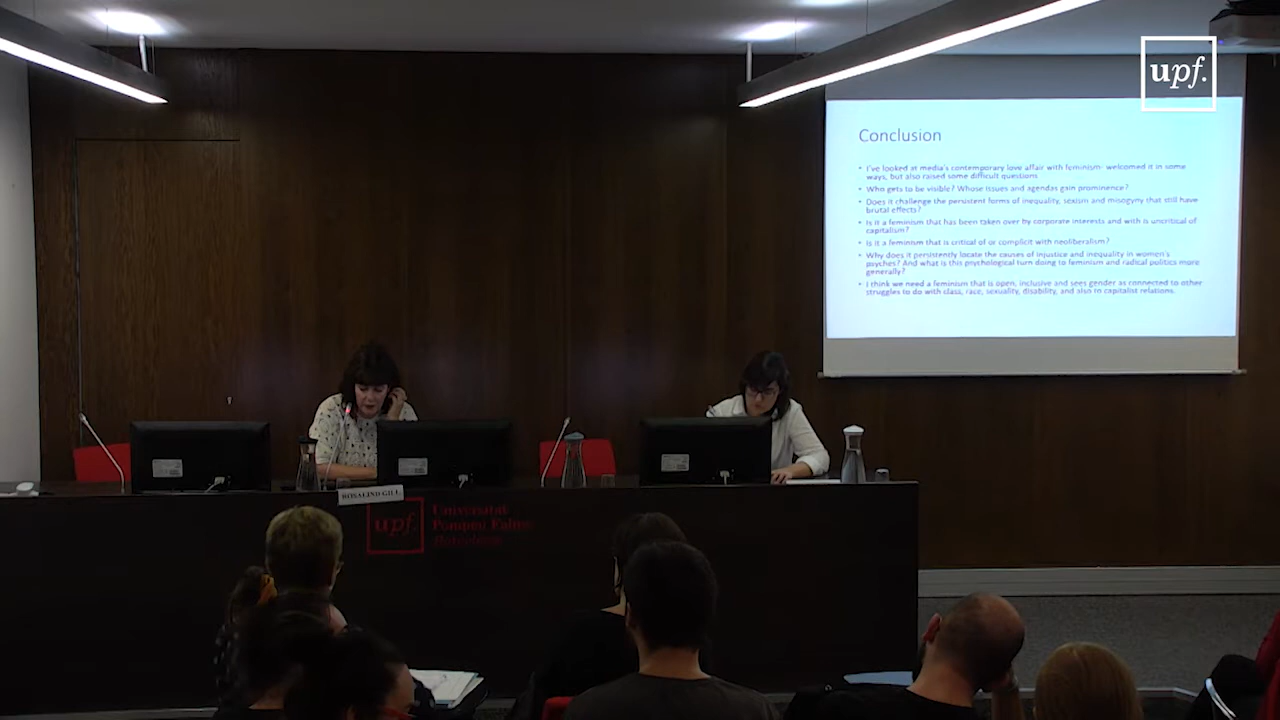 upf.
Conclusion
• I've looked at media's contemporary love affair with feminism- welcomed it in some
ways, but also raised some difficult questions
• Who gets to be visible? Whose issues and agendas gain prominence?
• Does it challenge the persistent forms of inequality, sexism and misogyny that still have
brutal effects?
• Is it a feminism that has been taken over by corporate interests and with is uncritical of
capitalism?
• Is it a feminism that is critical of or complicit with neoliberalism?
• Why does it persistently locate the causes of injustice and inequality in women's
psyches? And what is this psychological turn doing to feminism and radical politics more
generally?
• I think we need a feminism that is open, inclusive and sees gender as connected to other
struggles to do with class, race, sexuality, disability, and also to capitalist relations.
ROSALIND GILL
upf.
Universitat
Pompeu Fabra
Barcelona